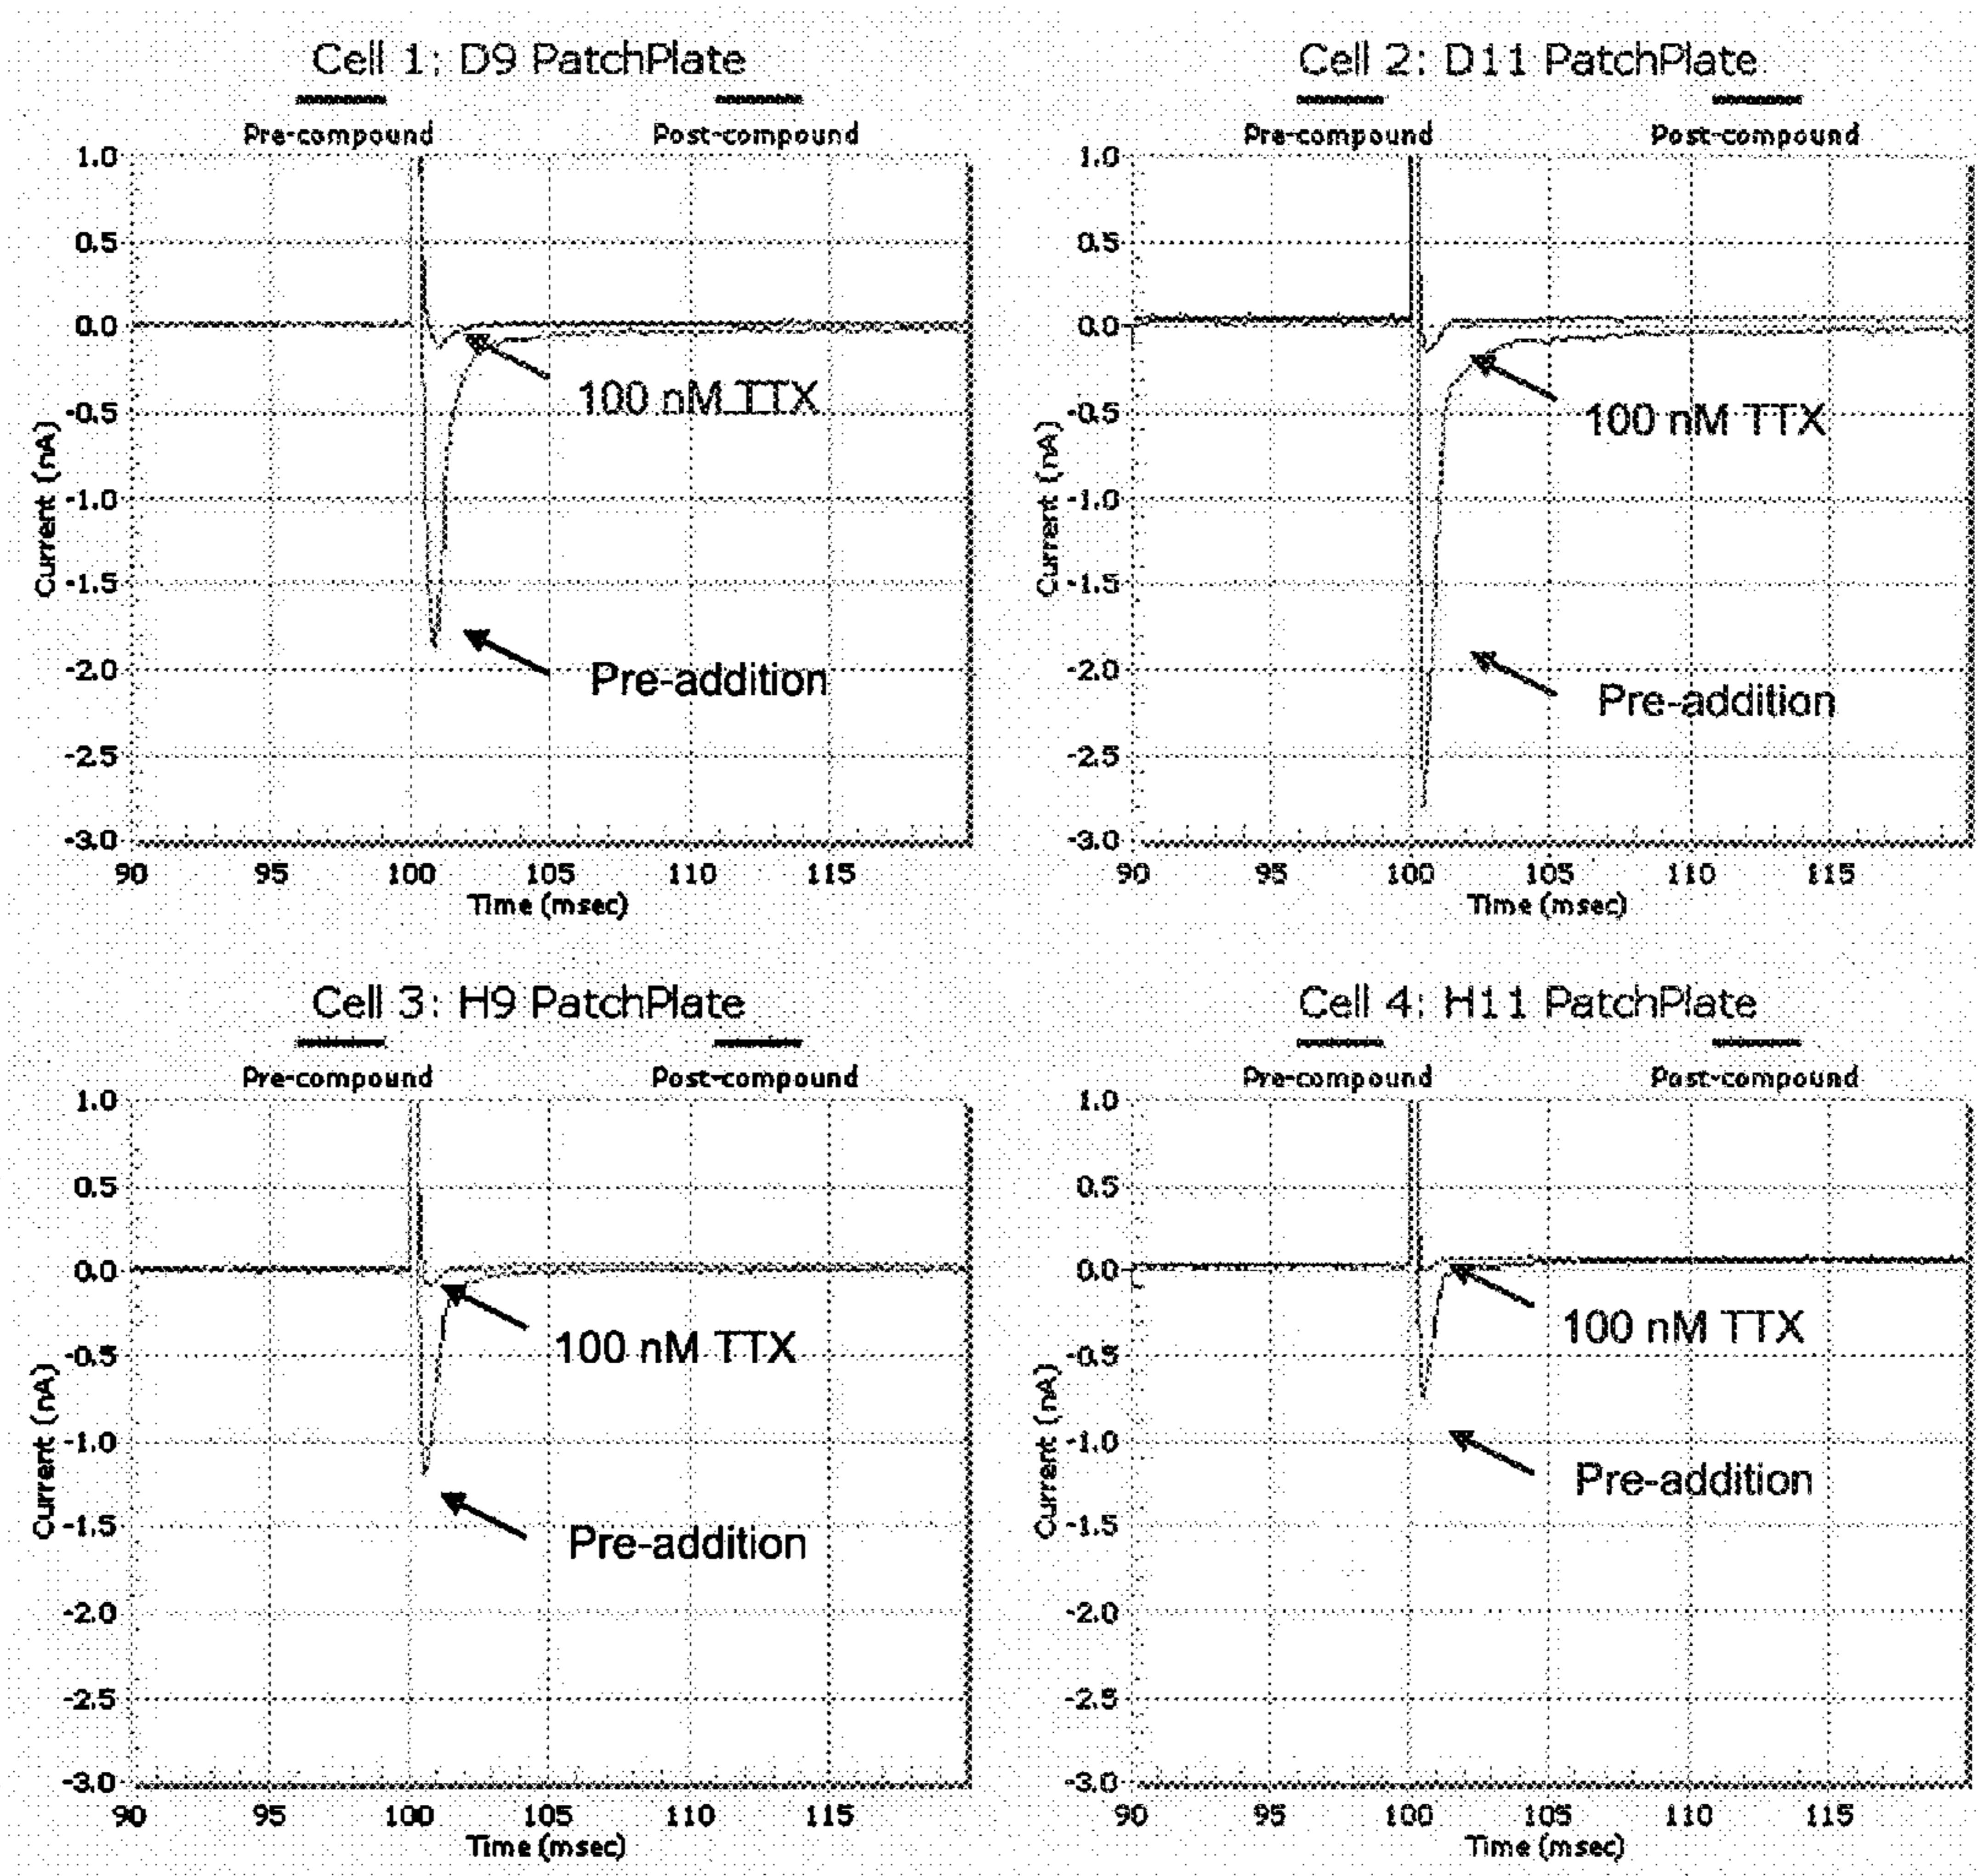 Cell 1: D9 PatchPlate
Pre-compound Post-compound
1.0
0.5
0.0
-0.5
-1.0
-1.5
-2.0
-2.5
-3.0
Current (nA)
100 nM TTX
Pre-addition
90 95 100 105 110 115
Time (msec)
Cell 2: D11 PatchPlate
Pre-compound Post-compound
1.0
0.5
0.0
-0.5
-1.0
-1.5
-2.0
-2.5
-3.0
Current (nA)
100 nM TTX
Pre-addition
90 95 100 105 110 115
Time (msec)
Cell 3: H9 PatchPlate
Pre-compound Post-compound
1.0
0.5
0.0
-0.5
-1.0
-1.5
-2.0
-2.5
-3.0
Current (nA)
100 nM TTX
Pre-addition
90 95 100 105 110 115
Time (msec)
Cell 4: H11 PatchPlate
Pre-compound Post-compound
1.0
0.5
0.0
-0.5
-1.0
-1.5
-2.0
-2.5
-3.0
Current (nA)
100 nM TTX
Pre-addition
90 95 100 105 110 115
Time (msec)